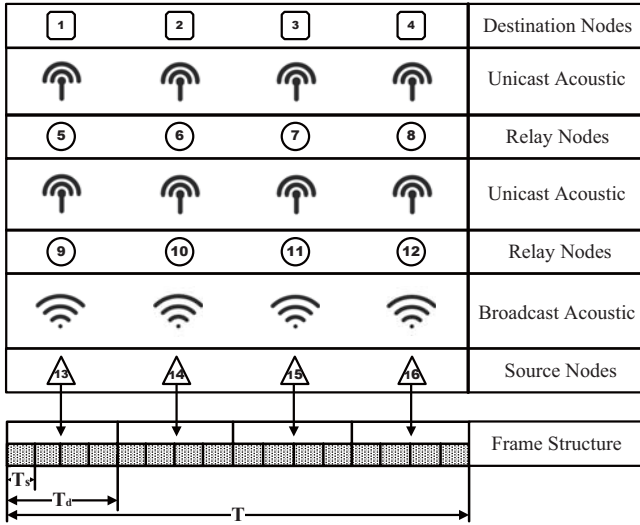 1 2 3 4 Destination Nodes
Unicast Acoustic
5 6 7 8 Relay Nodes
Unicast Acoustic
9 10 11 12 Relay Nodes
Broadcast Acoustic
13 14 15 16 Source Nodes
Frame Structure
Ts
Td
T